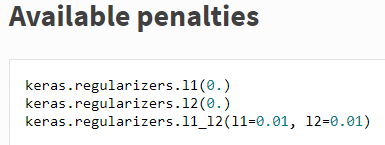 Available penalties
keras.regularizers.l1(0.)
keras.regularizers.l2(0.)
keras.regularizers.l1_l2(l1=0.01, l2=0.01)